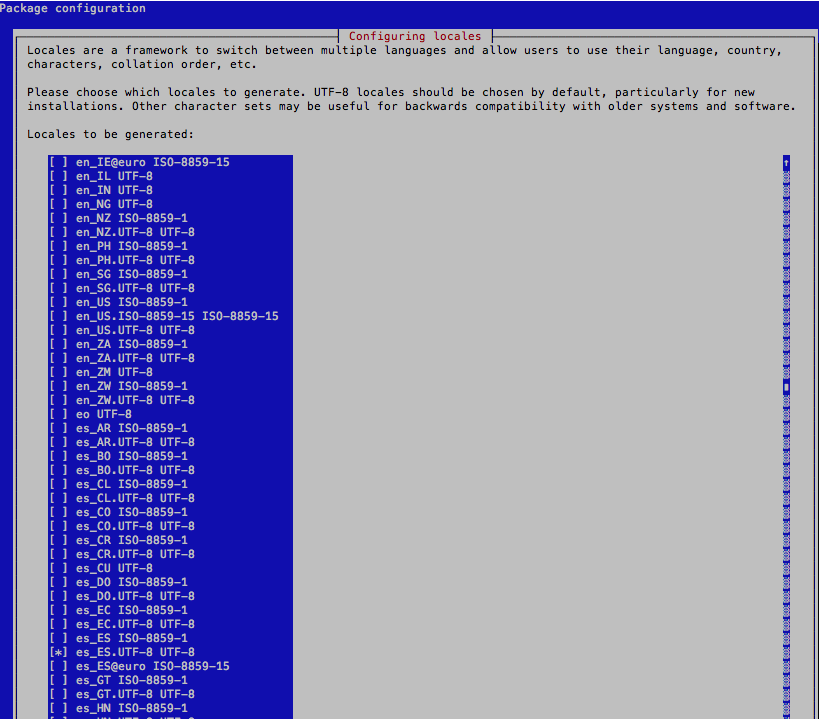 Package configuration
Configuring locales
Locales are a framework to switch between multiple languages and allow users to use their language, country,
characters, collation order, etc.
Please choose which locales to generate. UTF-8 locales should be chosen by default, particularly for new
installations. Other character sets may be useful for backwards compatibility with older systems and software.
Locales to be generated:
[ ] en_IE@euro ISO-8859-15
[ ] en_IL UTF-8
[ ] en_IN UTF-8
[ ] en_NG UTF-8
[ ] en_NZ ISO-8859-1
[ ] en_NZ.UTF-8 UTF-8
[ ] en_PH ISO-8859-1
[ ] en_PH.UTF-8 UTF-8
[ ] en_SG ISO-8859-1
[ ] en_SG.UTF-8 UTF-8
[ ] en_US ISO-8859-1
[ ] en_US.ISO-8859-15 ISO-8859-15
[ ] en_US.UTF-8 UTF-8
[ ] en_ZA ISO-8859-1
[ ] en_ZA.UTF-8 UTF-8
[ ] en_ZM UTF-8
[ ] en_ZW ISO-8859-1
[ ] en_ZW.UTF-8 UTF-8
[ ] eo UTF-8
[ ] es_AR ISO-8859-1
[ ] es_AR.UTF-8 UTF-8
[ ] es_BO ISO-8859-1
[ ] es_BO.UTF-8 UTF-8
[ ] es_CL ISO-8859-1
[ ] es_CL.UTF-8 UTF-8
[ ] es_CO ISO-8859-1
[ ] es_CO.UTF-8 UTF-8
[ ] es_CR ISO-8859-1
[ ] es_CR.UTF-8 UTF-8
[ ] es_CU UTF-8
[ ] es_DO ISO-8859-1
[ ] es_DO.UTF-8 UTF-8
[ ] es_EC ISO-8859-1
[ ] es_EC.UTF-8 UTF-8
[ ] es_ES ISO-8859-1
[*] es_ES.UTF-8 UTF-8
[ ] es_ES@euro ISO-8859-15
[ ] es_GT ISO-8859-1
[ ] es_GT.UTF-8 UTF-8
[ ] es_HN ISO-8859-1